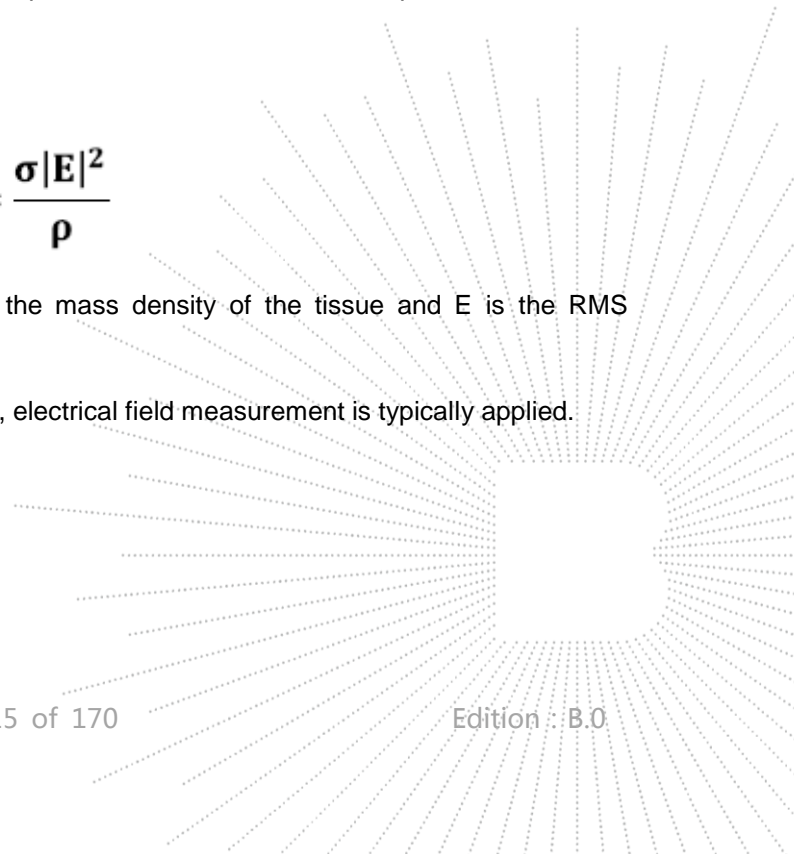 σ|E|²
ρ
the mass density of the tissue and E is the RMS
, electrical field measurement is typically applied.
5 of 170 Edition : B.0